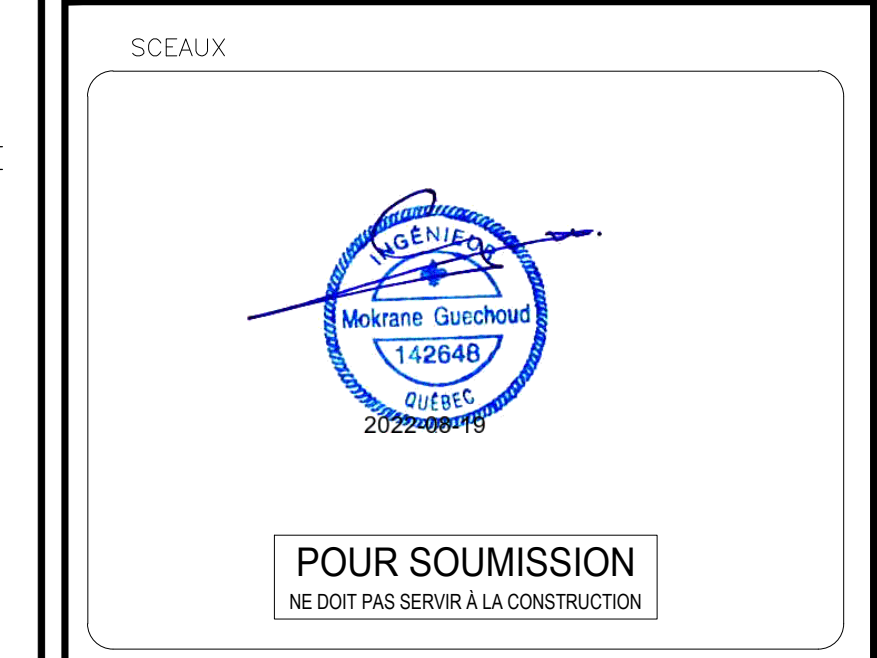 SCEAUX
INGÉNIEUR
Mokrane Guechoud
142648
QUÉBEC
2022-08-19
POUR SOUMISSION
NE DOIT PAS SERVIR À LA CONSTRUCTION